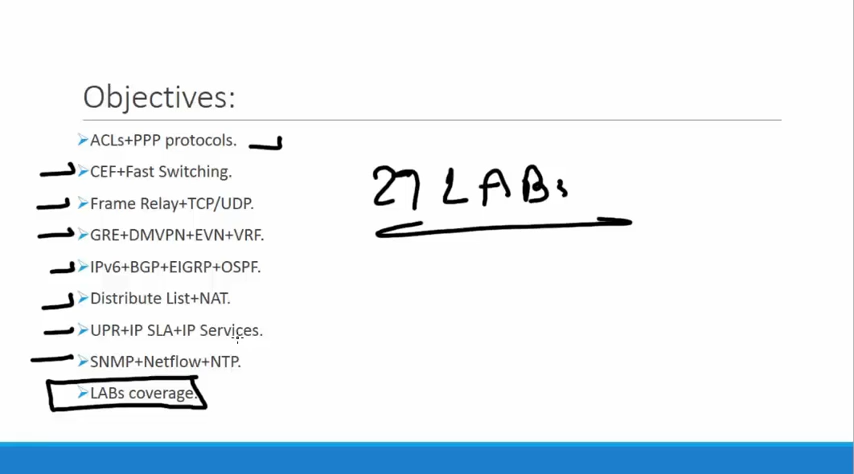 Objectives:
ACLs+PPP protocols.
CEF+Fast Switching.
Frame Relay+TCP/UDP.
GRE+DMVPN+EVN+VRF.
IPv6+BGP+EIGRP+OSPF.
Distribute List+NAT.
UPR+IP SLA+IP Services.
SNMP+Netflow+NTP.
LABs coverage.
27 LABs